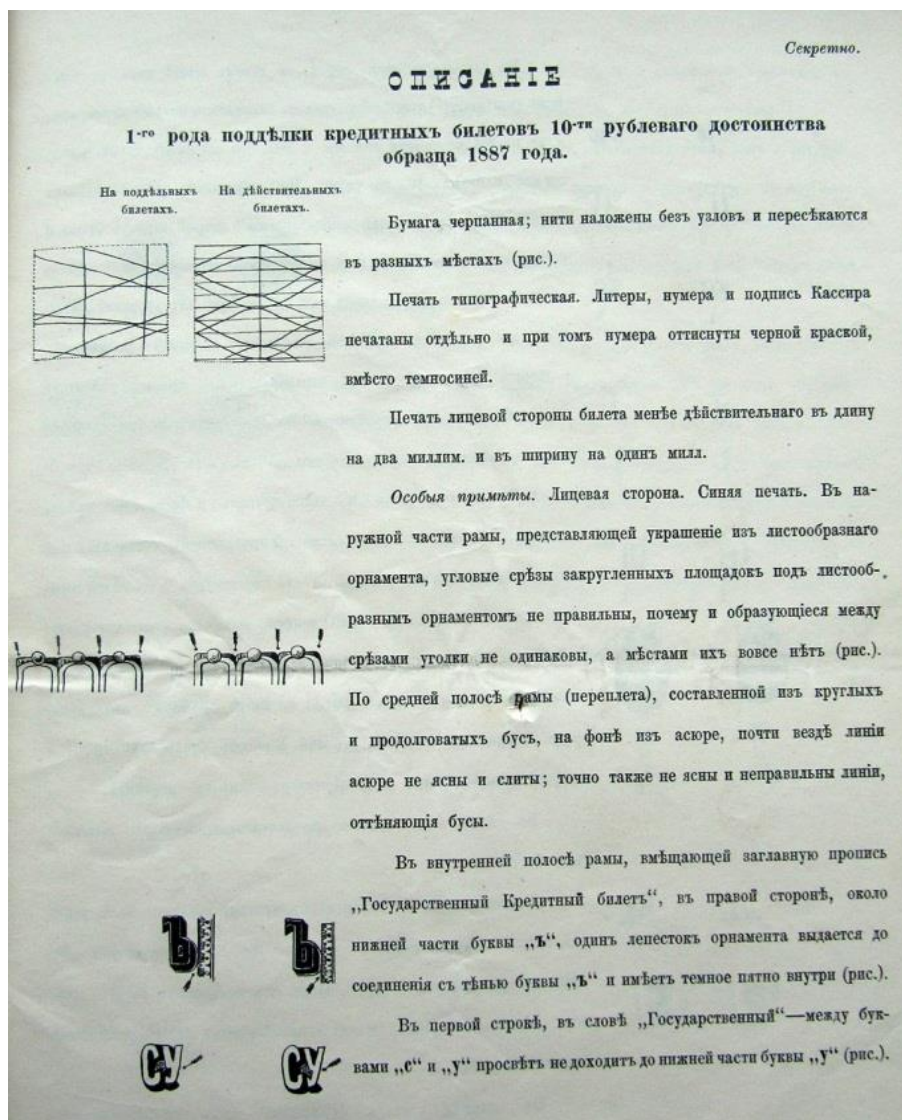 Секретно.
ОПИСАНІЕ
1-го рода поддѣлки кредитныхъ билетовъ 10-ти рублеваго достоинства
образца 1887 года.
На поддѣльныхъ
билетахъ.
На дѣйствительныхъ
билетахъ.
Бумага черпанная; нити наложены безъ узловъ и пересѣкаются
въ разныхъ мѣстахъ (рис.).
Печать типографическая. Литеры, нумера и подпись Кассира
печатаны отдѣльно и при томъ нумера оттиснуты черной краской,
вмѣсто темносиней.
Печать лицевой стороны билета менѣе дѣйствительнаго въ длину
на два миллим. и въ ширину на одинъ милл.
Особыя примѣты. Лицевая сторона. Синяя печать. Въ на-
ружной части рамы, представляющей украшеніе изъ листообразнаго
орнамента, угловые срѣзы закругленныхъ площадокъ подъ листооб-
разнымъ орнаментомъ не правильны, почему и образующіеся между
срѣзами уголки не одинаковы, а мѣстами ихъ вовсе нѣтъ (рис.).
По средней полосѣ рамы (переплета), составленной изъ круглыхъ
и продолговатыхъ бусъ, на фонѣ изъ асюре, почти вездѣ линіи
асюре не ясны и слиты; точно также не ясны и неправильны линіи,
оттѣняющія бусы.
Въ внутренней полосѣ рамы, вмѣщающей заглавную пропись
„Государственный Кредитный билетъ“, въ правой сторонѣ, около
нижней части буквы „Ъ“, одинъ лепестокъ орнамента выдается до
соединенія съ тѣнью буквы „Ъ“ и имѣетъ темное пятно внутри (рис.).
Въ первой строкѣ, въ словѣ „Государственный“—между бук-
вами „с“ и „у“ просвѣтъ не доходитъ до нижней части буквы „у“ (рис.).
Ъ
Ъ
СУ
СУ